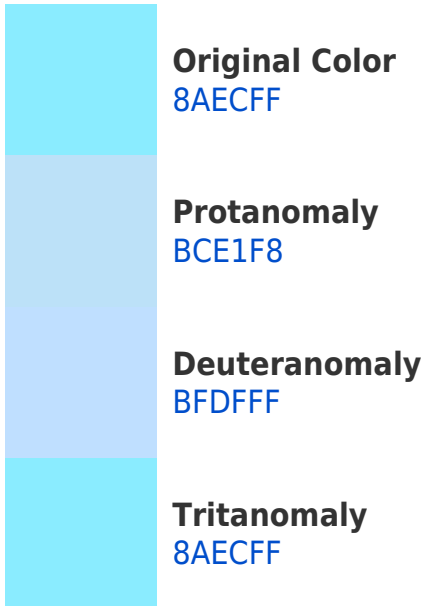 Original Color
8AECFF
Protanomaly
BCE1F8
Deuteranomaly
BFDFFF
Tritanomaly
8AECFF